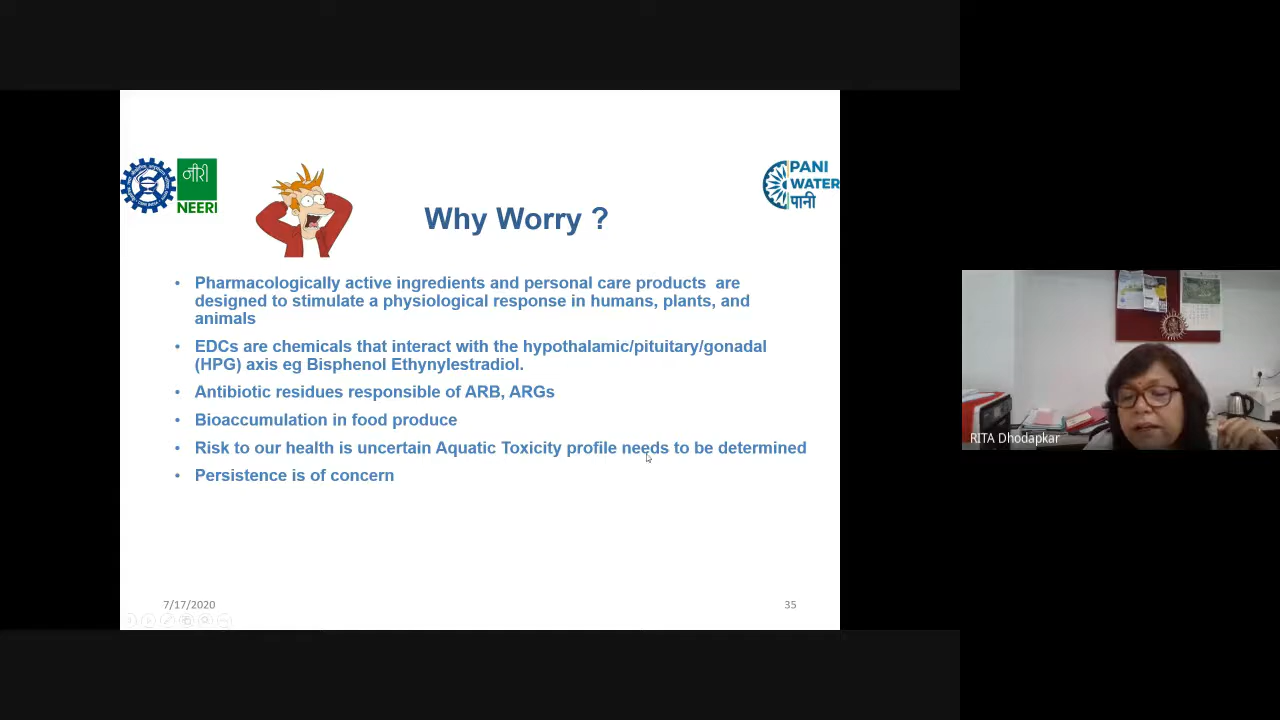 नीरी
NEERI
PANI
WATER
पानी
Why Worry ?
• Pharmacologically active ingredients and personal care products are
designed to stimulate a physiological response in humans, plants, and
animals
• EDCs are chemicals that interact with the hypothalamic/pituitary/gonadal
(HPG) axis eg Bisphenol Ethynylestradiol.
• Antibiotic residues responsible of ARB, ARGs
• Bioaccumulation in food produce
• Risk to our health is uncertain Aquatic Toxicity profile needs to be determined
• Persistence is of concern
7/17/2020
35
RITA Dhodapkar